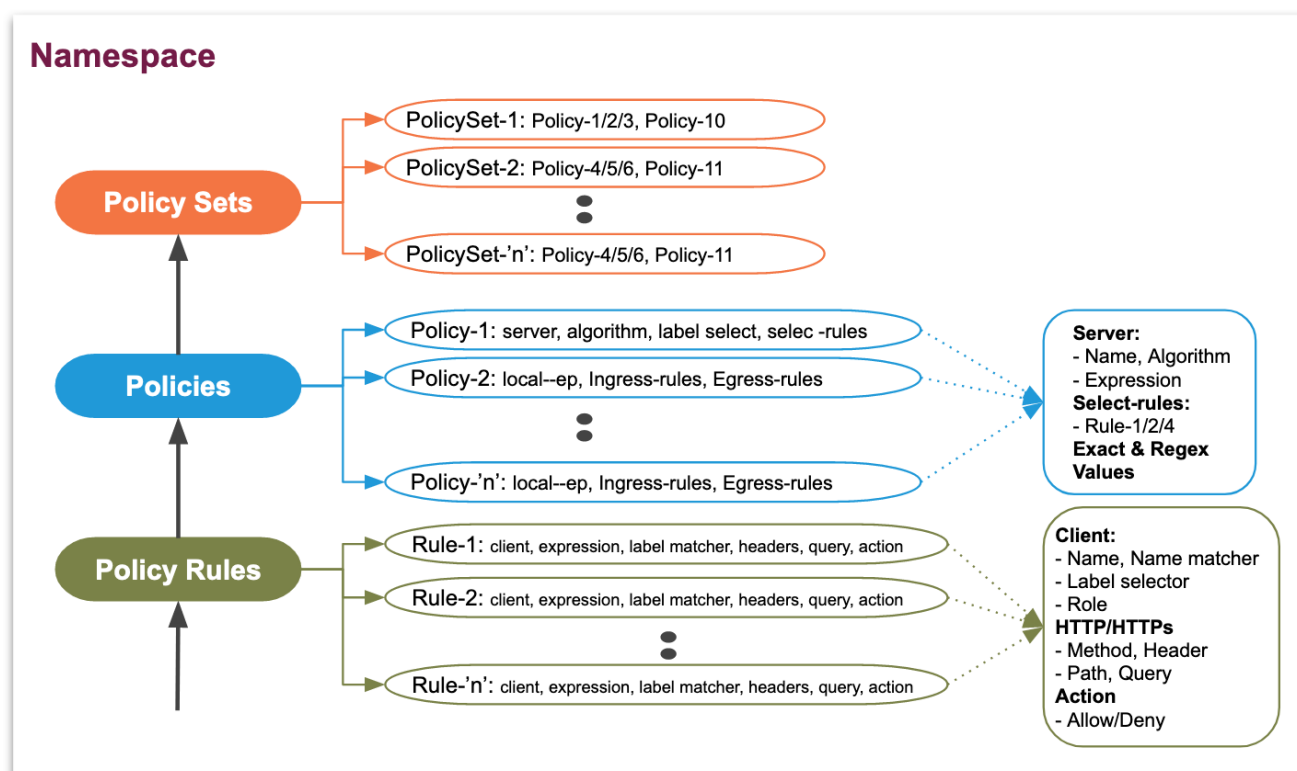 Namespace
Policy Sets
PolicySet-1: Policy-1/2/3, Policy-10
PolicySet-2: Policy-4/5/6, Policy-11
PolicySet-’n’: Policy-4/5/6, Policy-11
Policies
Policy-1: server, algorithm, label select, selec -rules
Policy-2: local--ep, Ingress-rules, Egress-rules
Policy-’n’: local--ep, Ingress-rules, Egress-rules
Server:
- Name, Algorithm
- Expression
Select-rules:
- Rule-1/2/4
Exact & Regex
Values
Policy Rules
Rule-1: client, expression, label matcher, headers, query, action
Rule-2: client, expression, label matcher, headers, query, action
Rule-’n’: client, expression, label matcher, headers, query, action
Client:
- Name, Name matcher
- Label selector
- Role
HTTP/HTTPs
- Method, Header
- Path, Query
Action
- Allow/Deny